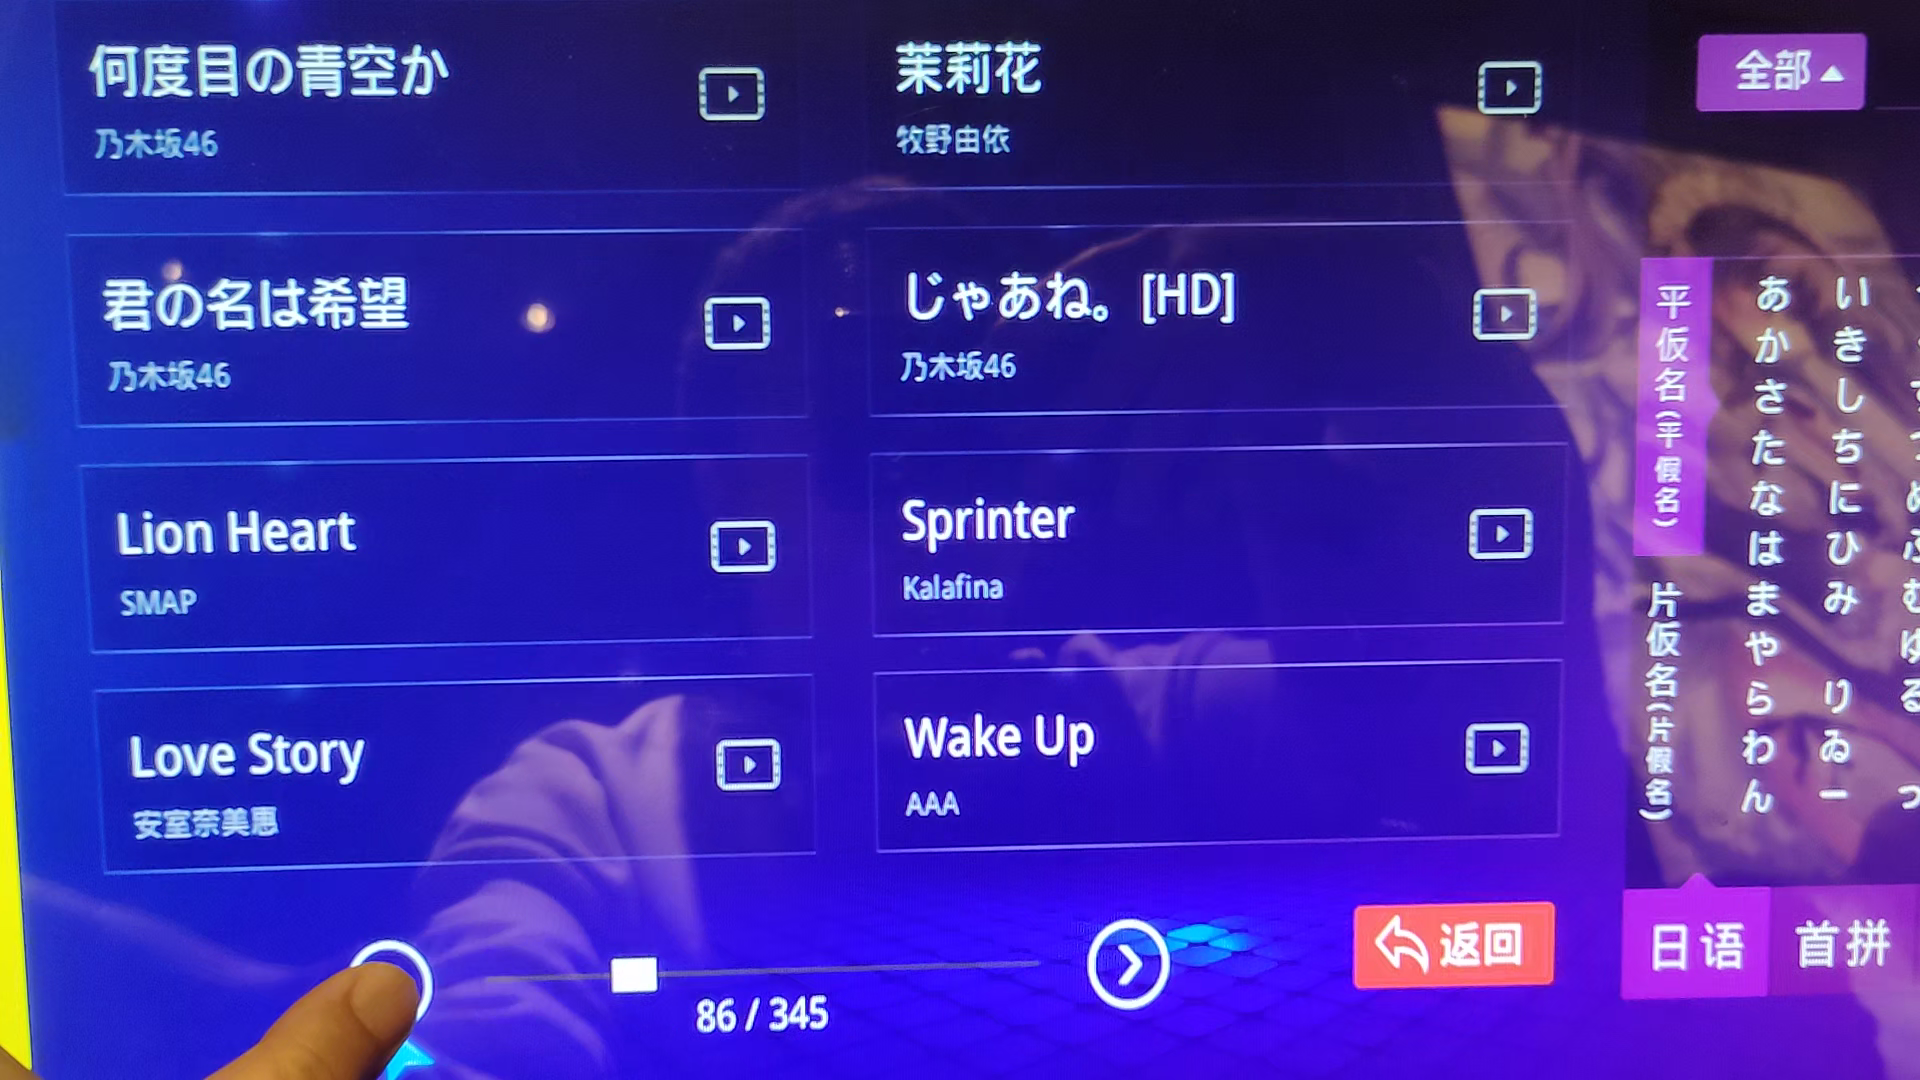 何度目の青空か
乃木坂46
茉莉花
牧野由依
全部▲
君の名は希望
乃木坂46
じゃあね。[HD]
乃木坂46
Lion Heart
SMAP
Sprinter
Kalafina
Love Story
安室奈美恵
Wake Up
AAA
86 / 345
返回
平仮名(平假名)
片仮名(片假名)
あ い
か き
さ し
た ち
な に
は ひ
ま み む
や ゆ
ら り る
わ ゐ
ん ー っ
日语
首拼